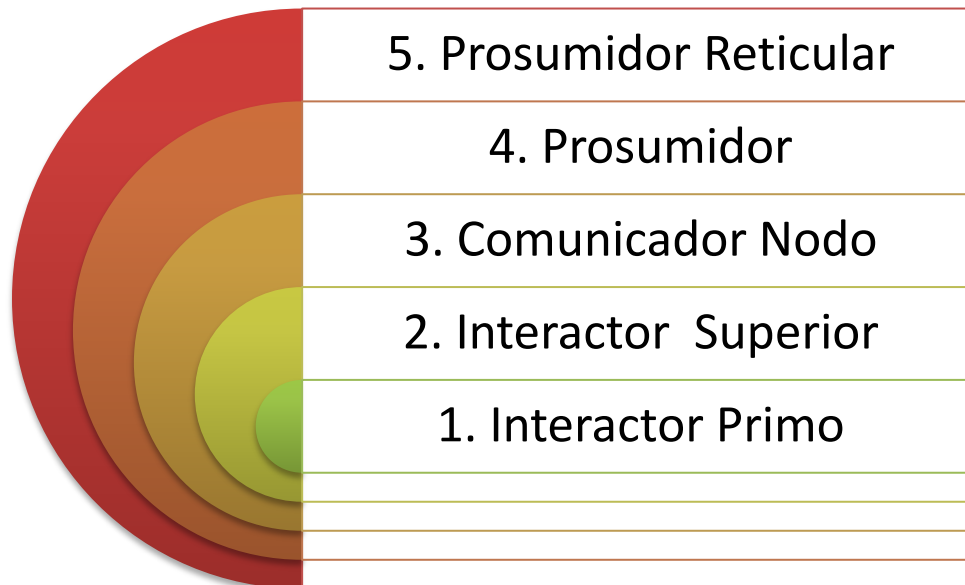 5. Prosumidor Reticular
4. Prosumidor
3. Comunicador Nodo
2. Interactor  Superior
1. Interactor Primo